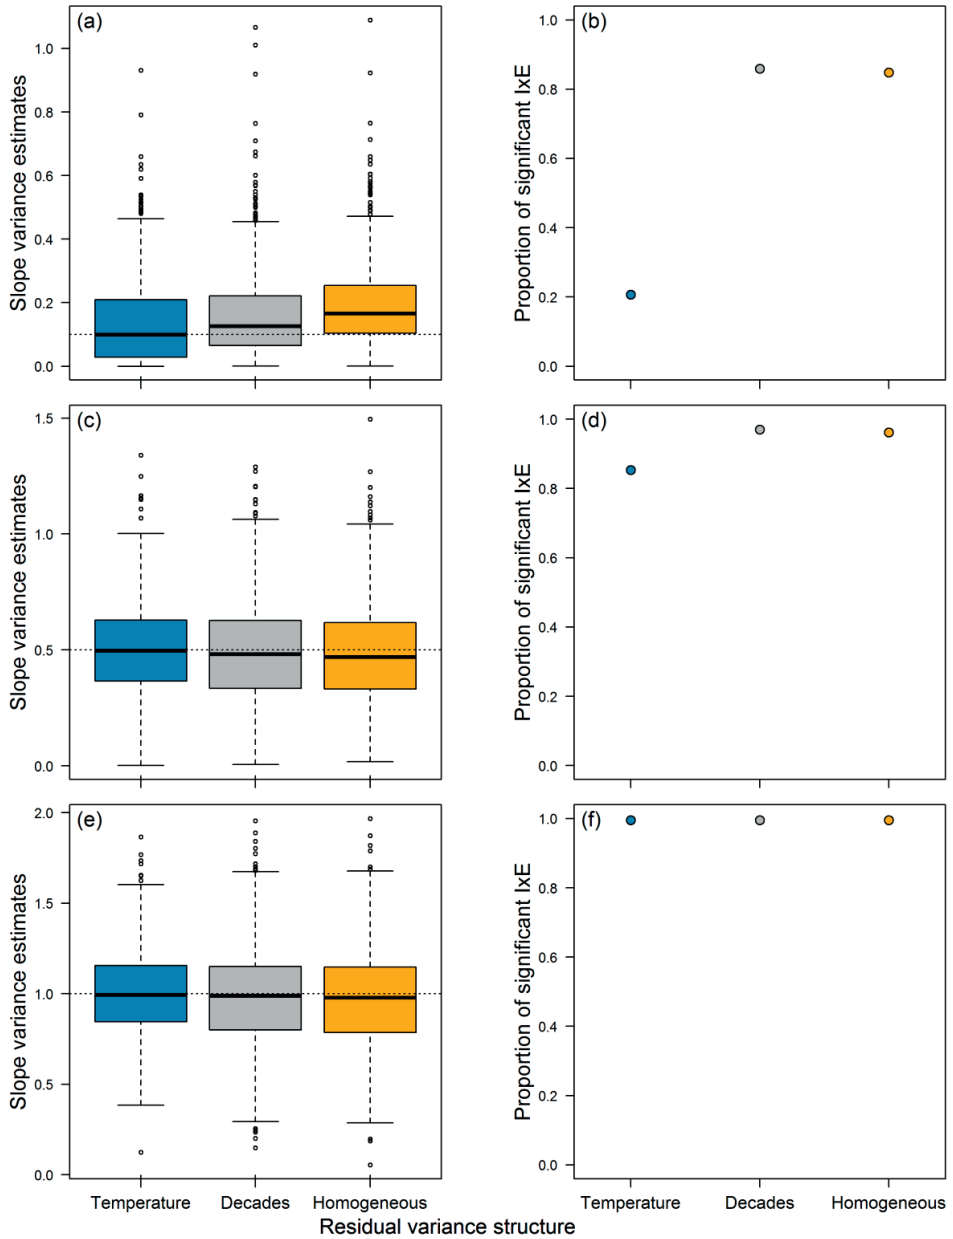 (a)
Slope variance estimates
1.0
0.8
0.6
0.4
0.2
0.0
(b)
Proportion of significant IxE
1.0
0.8
0.6
0.4
0.2
0.0
(c)
Slope variance estimates
1.5
1.0
0.5
0.0
(d)
Proportion of significant IxE
1.0
0.8
0.6
0.4
0.2
0.0
(e)
Slope variance estimates
2.0
1.5
1.0
0.5
0.0
Temperature Decades Homogeneous
(f)
Proportion of significant IxE
1.0
0.8
0.6
0.4
0.2
0.0
Temperature Decades Homogeneous
Residual variance structure